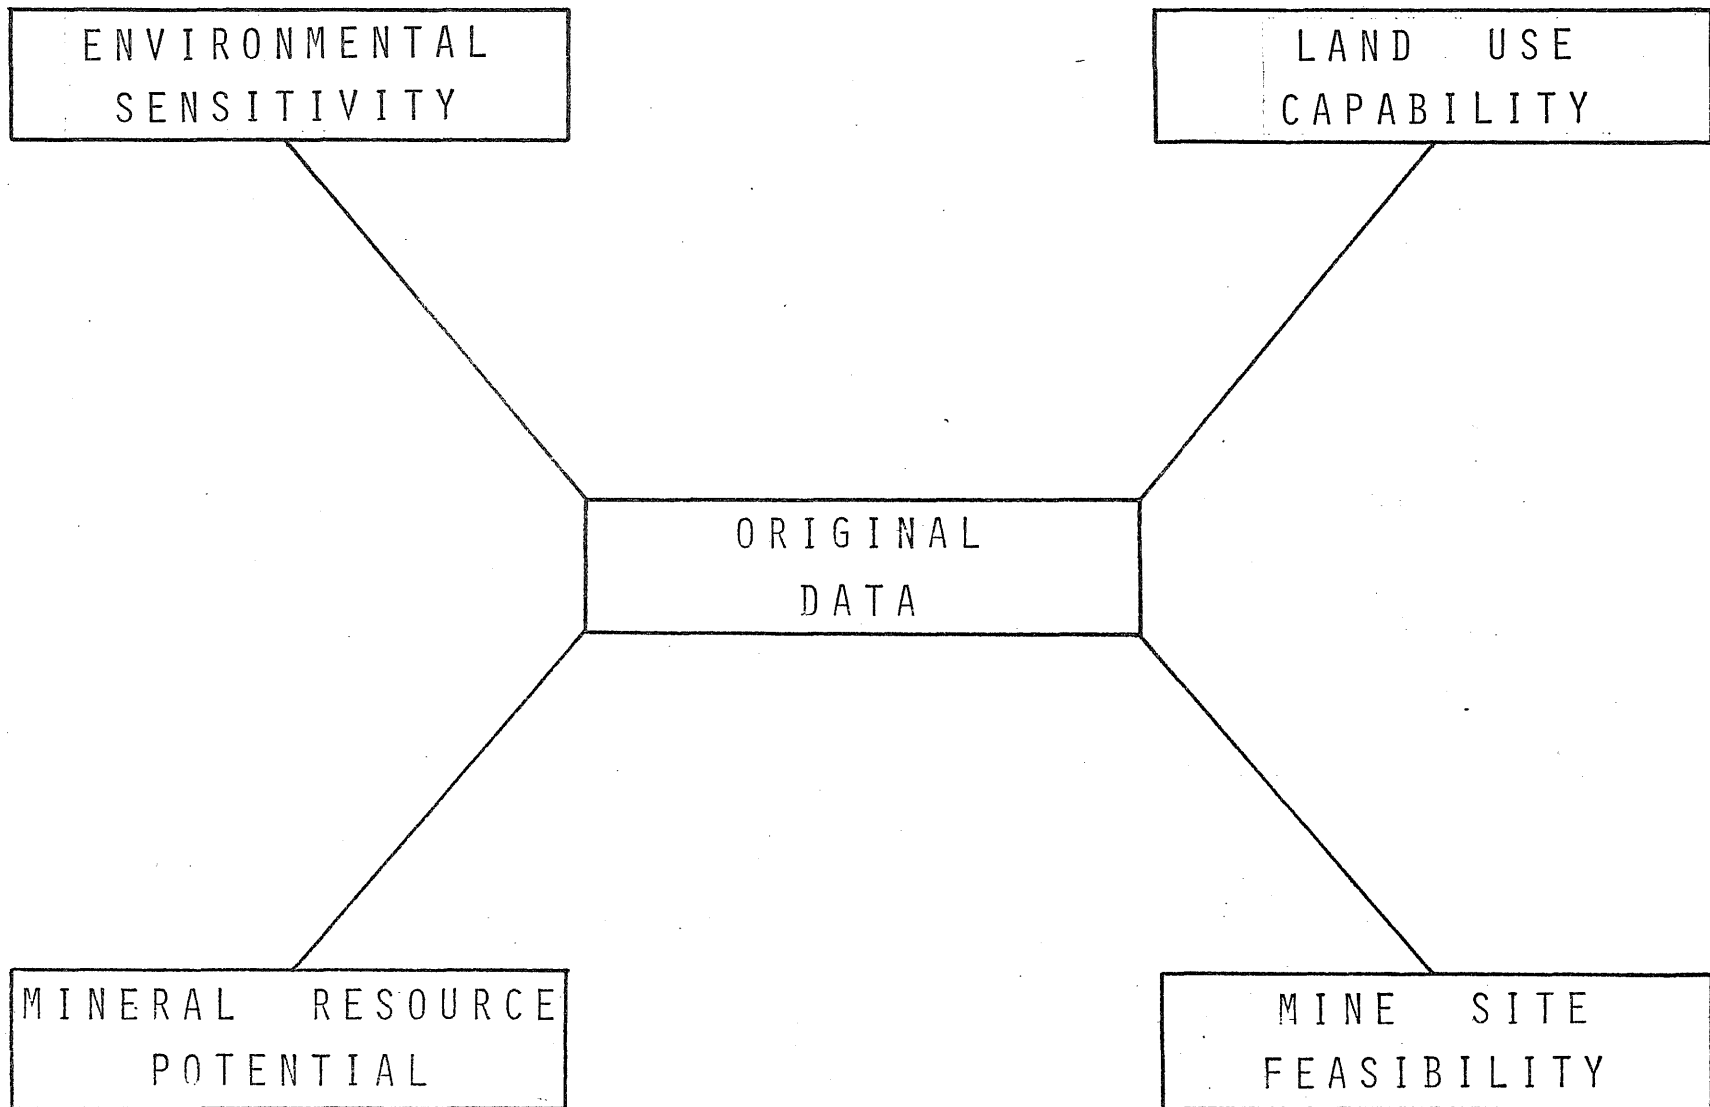 ENVIRONMENTAL
SENSITIVITY
LAND USE
CAPABILITY
ORIGINAL
DATA
MINERAL RESOURCE
POTENTIAL
MINE SITE
FEASIBILITY